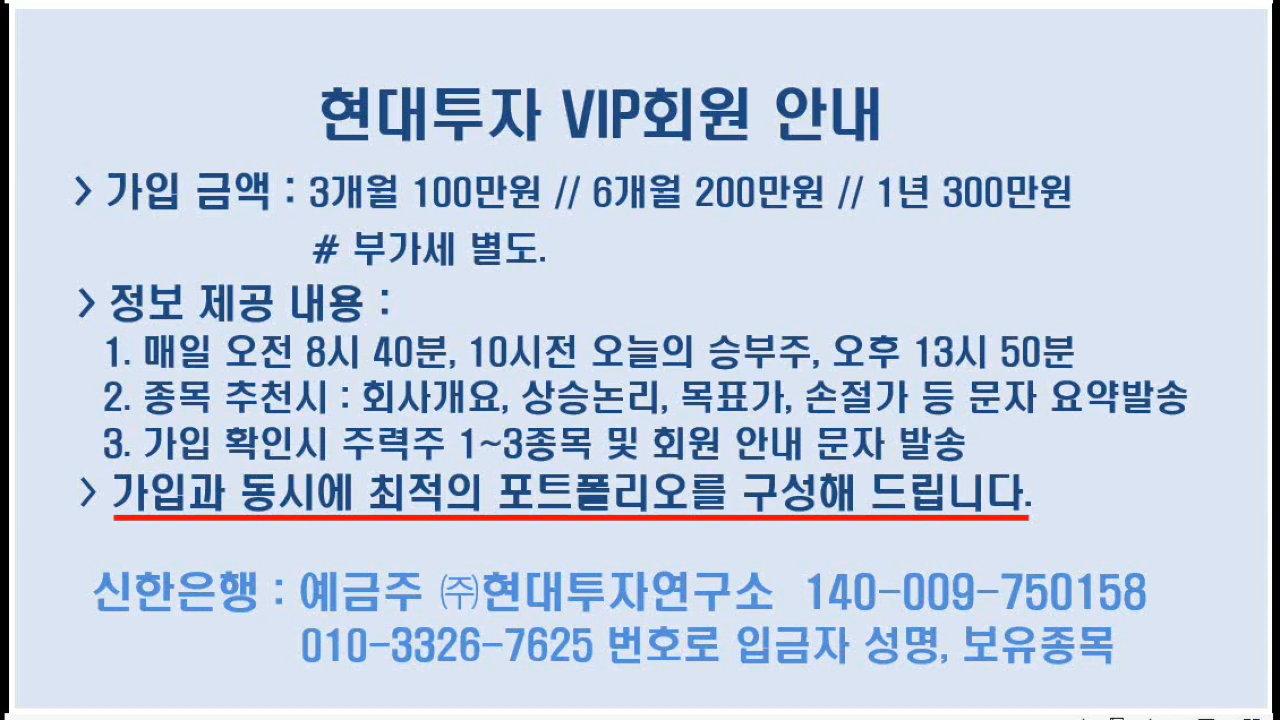 현대투자 VIP회원 안내
> 가입 금액 : 3개월 100만원 // 6개월 200만원 // 1년 300만원
# 부가세 별도.
> 정보 제공 내용 :
1. 매일 오전 8시 40분, 10시전 오늘의 승부주, 오후 13시 50분
2. 종목 추천시 : 회사개요, 상승논리, 목표가, 손절가 등 문자 요약발송
3. 가입 확인시 주력주 1~3종목 및 회원 안내 문자 발송
> 가입과 동시에 최적의 포트폴리오를 구성해 드립니다.
신한은행 : 예금주 ㈜현대투자연구소 140-009-750158
010-3326-7625 번호로 입금자 성명, 보유종목